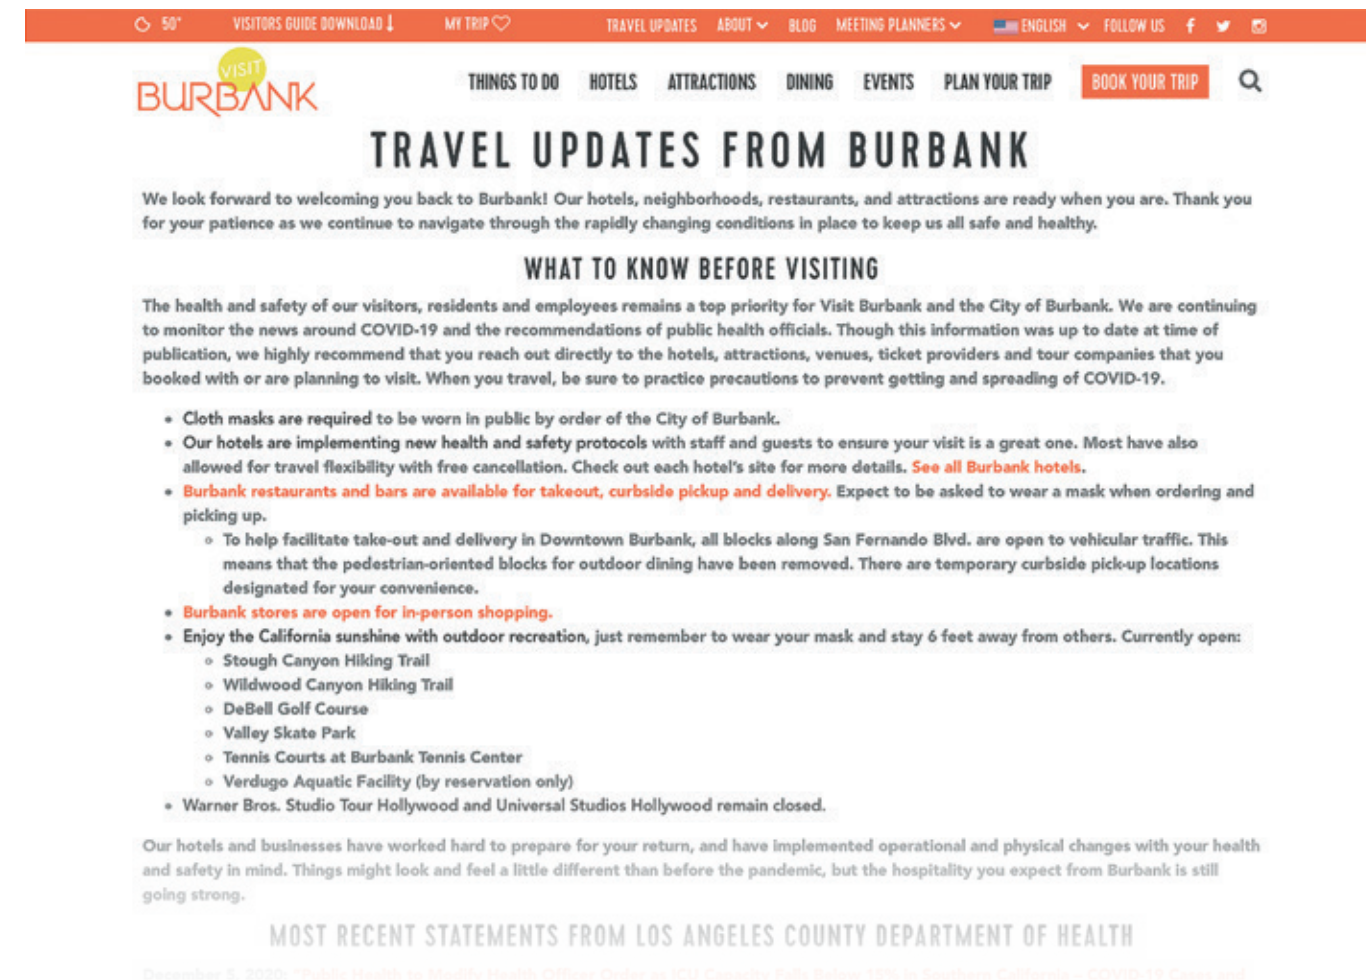 50°
VISITORS GUIDE DOWNLOAD
MY TRIP
TRAVEL UPDATES
ABOUT
BLOG
MEETING PLANNERS
ENGLISH
FOLLOW US
VISIT
BURBANK
THINGS TO DO
HOTELS
ATTRACTIONS
DINING
EVENTS
PLAN YOUR TRIP
BOOK YOUR TRIP
TRAVEL UPDATES FROM BURBANK
We look forward to welcoming you back to Burbank! Our hotels, neighborhoods, restaurants, and attractions are ready when you are. Thank you
for your patience as we continue to navigate through the rapidly changing conditions in place to keep us all safe and healthy.
WHAT TO KNOW BEFORE VISITING
The health and safety of our visitors, residents and employees remains a top priority for Visit Burbank and the City of Burbank. We are continuing
to monitor the news around COVID-19 and the recommendations of public health officials. Though this information was up to date at time of
publication, we highly recommend that you reach out directly to the hotels, attractions, venues, ticket providers and tour companies that you
booked with or are planning to visit. When you travel, be sure to practice precautions to prevent getting and spreading of COVID-19.
• Cloth masks are required to be worn in public by order of the City of Burbank.
• Our hotels are implementing new health and safety protocols with staff and guests to ensure your visit is a great one. Most have also
allowed for travel flexibility with free cancellation. Check out each hotel's site for more details. See all Burbank hotels.
• Burbank restaurants and bars are available for takeout, curbside pickup and delivery. Expect to be asked to wear a mask when ordering and
picking up.
◦ To help facilitate take-out and delivery in Downtown Burbank, all blocks along San Fernando Blvd. are open to vehicular traffic. This
means that the pedestrian-oriented blocks for outdoor dining have been removed. There are temporary curbside pick-up locations
designated for your convenience.
• Burbank stores are open for in-person shopping.
• Enjoy the California sunshine with outdoor recreation, just remember to wear your mask and stay 6 feet away from others. Currently open:
◦ Stough Canyon Hiking Trail
◦ Wildwood Canyon Hiking Trail
◦ DeBell Golf Course
◦ Valley Skate Park
◦ Tennis Courts at Burbank Tennis Center
◦ Verdugo Aquatic Facility (by reservation only)
• Warner Bros. Studio Tour Hollywood and Universal Studios Hollywood remain closed.
Our hotels and businesses have worked hard to prepare for your return, and have implemented operational and physical changes with your health
and safety in mind. Things might look and feel a little different than before the pandemic, but the hospitality you expect from Burbank is still
going strong.
MOST RECENT STATEMENTS FROM LOS ANGELES COUNTY DEPARTMENT OF HEALTH